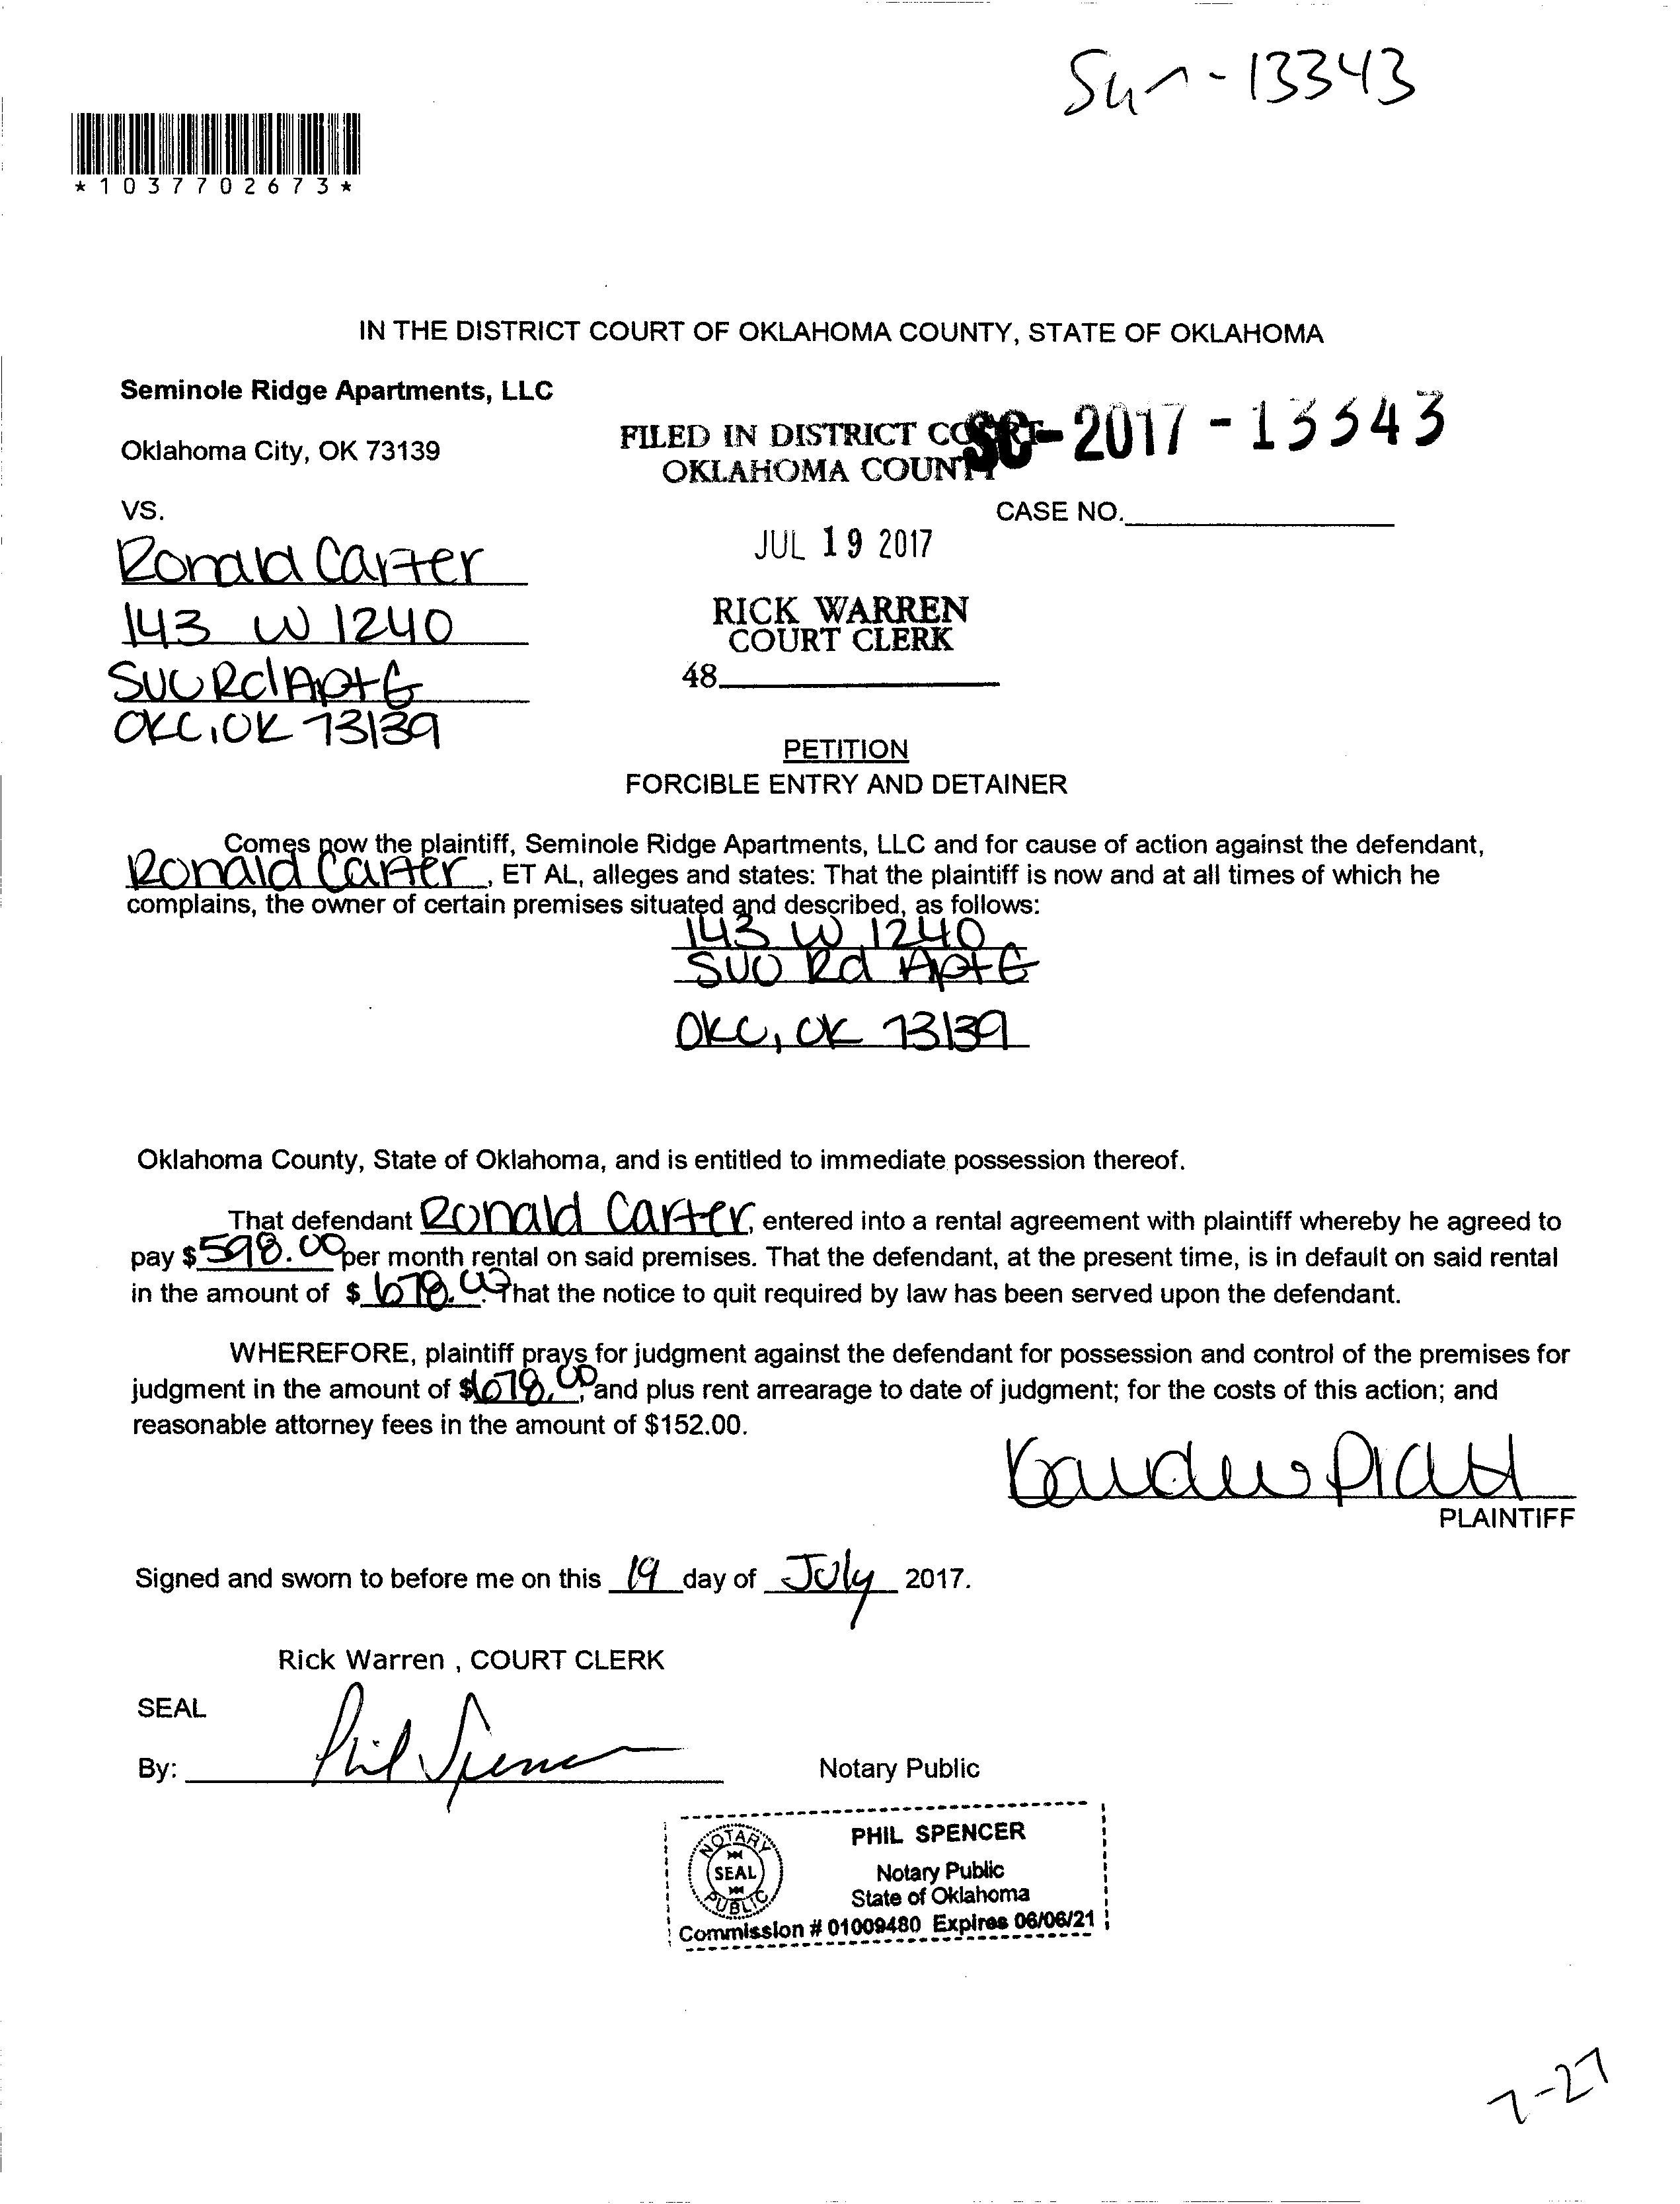 Sun-13343
*1037702673*
IN THE DISTRICT COURT OF OKLAHOMA COUNTY, STATE OF OKLAHOMA
Seminole Ridge Apartments, LLC
Oklahoma City, OK 73139
FILED IN DISTRICT COURT
OKLAHOMA COUNTY
SC-2017-13343
VS.
CASE NO.
JUL 19 2017
Ronald Carter
143 W 1240
SVC Rd Apt G
OKC, OK 73139
RICK WARREN
COURT CLERK
48
PETITION
FORCIBLE ENTRY AND DETAINER
Comes now the plaintiff, Seminole Ridge Apartments, LLC and for cause of action against the defendant,
Ronald Carter, ET AL, alleges and states: That the plaintiff is now and at all times of which he
complains, the owner of certain premises situated and described, as follows:
143 W 1240
SVC Rd Apt G
OKC, OK 73139
Oklahoma County, State of Oklahoma, and is entitled to immediate possession thereof.
That defendant Ronald Carter, entered into a rental agreement with plaintiff whereby he agreed to
pay $598.00 per month rental on said premises. That the defendant, at the present time, is in default on said rental
in the amount of $ 678.00. That the notice to quit required by law has been served upon the defendant.
WHEREFORE, plaintiff prays for judgment against the defendant for possession and control of the premises for
judgment in the amount of $678.00, and plus rent arrearage to date of judgment; for the costs of this action; and
reasonable attorney fees in the amount of $152.00.
PLAINTIFF
Signed and sworn to before me on this 19 day of July 2017.
Rick Warren , COURT CLERK
SEAL
By: Phil Spencer
Notary Public
NOTARY
SEAL
PUBLIC
PHIL SPENCER
Notary Public
State of Oklahoma
Commission # 01009480 Expires 06/06/21
7-27